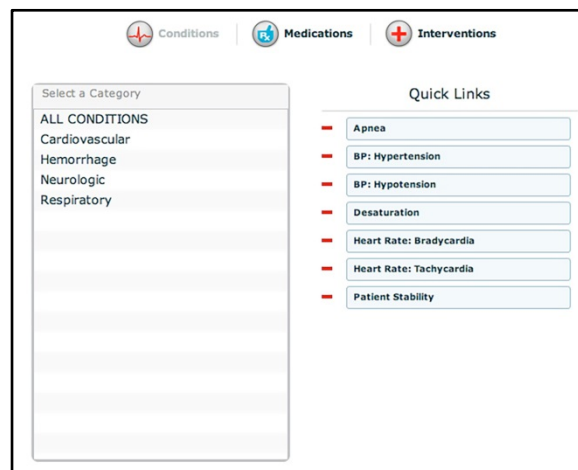 Conditions
Medications
Interventions
Select a Category
ALL CONDITIONS
Cardiovascular
Hemorrhage
Neurologic
Respiratory
Quick Links
Apnea
BP: Hypertension
BP: Hypotension
Desaturation
Heart Rate: Bradycardia
Heart Rate: Tachycardia
Patient Stability